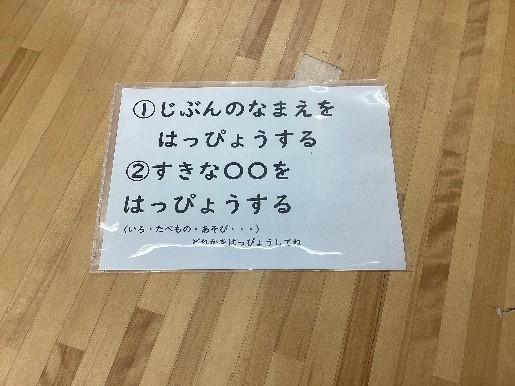 ①じぶんのなまえを
はっぴょうする
②すきな〇〇を
はっぴょうする
(いろ・たべもの・あそび・・・)
どれかをはっぴょうしてね